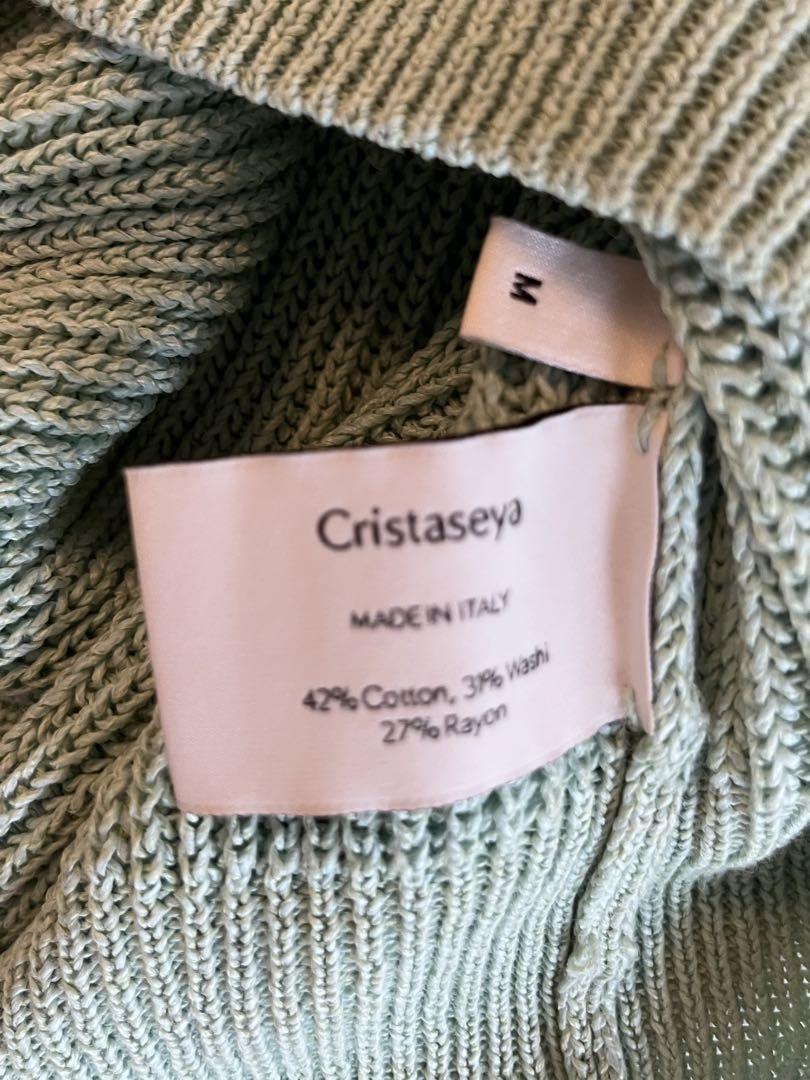 M
Cristaseya
MADE IN ITALY
42% Cotton, 31% Washi
27% Rayon